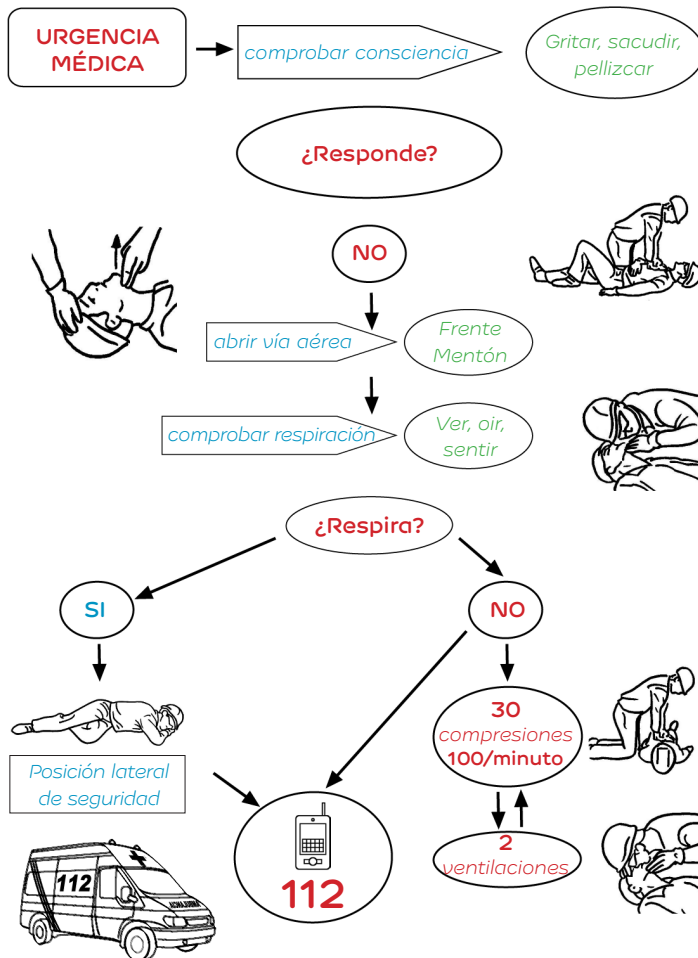 URGENCIA
MÉDICA
comprobar consciencia
Gritar, sacudir,
pellizcar
¿Responde?
NO
abrir vía aérea
Frente
Mentón
comprobar respiración
Ver, oir,
sentir
¿Respira?
SI
NO
30
compresiones
100/minuto
Posición lateral
de seguridad
2
ventilaciones
112
112
AMBULANCIA